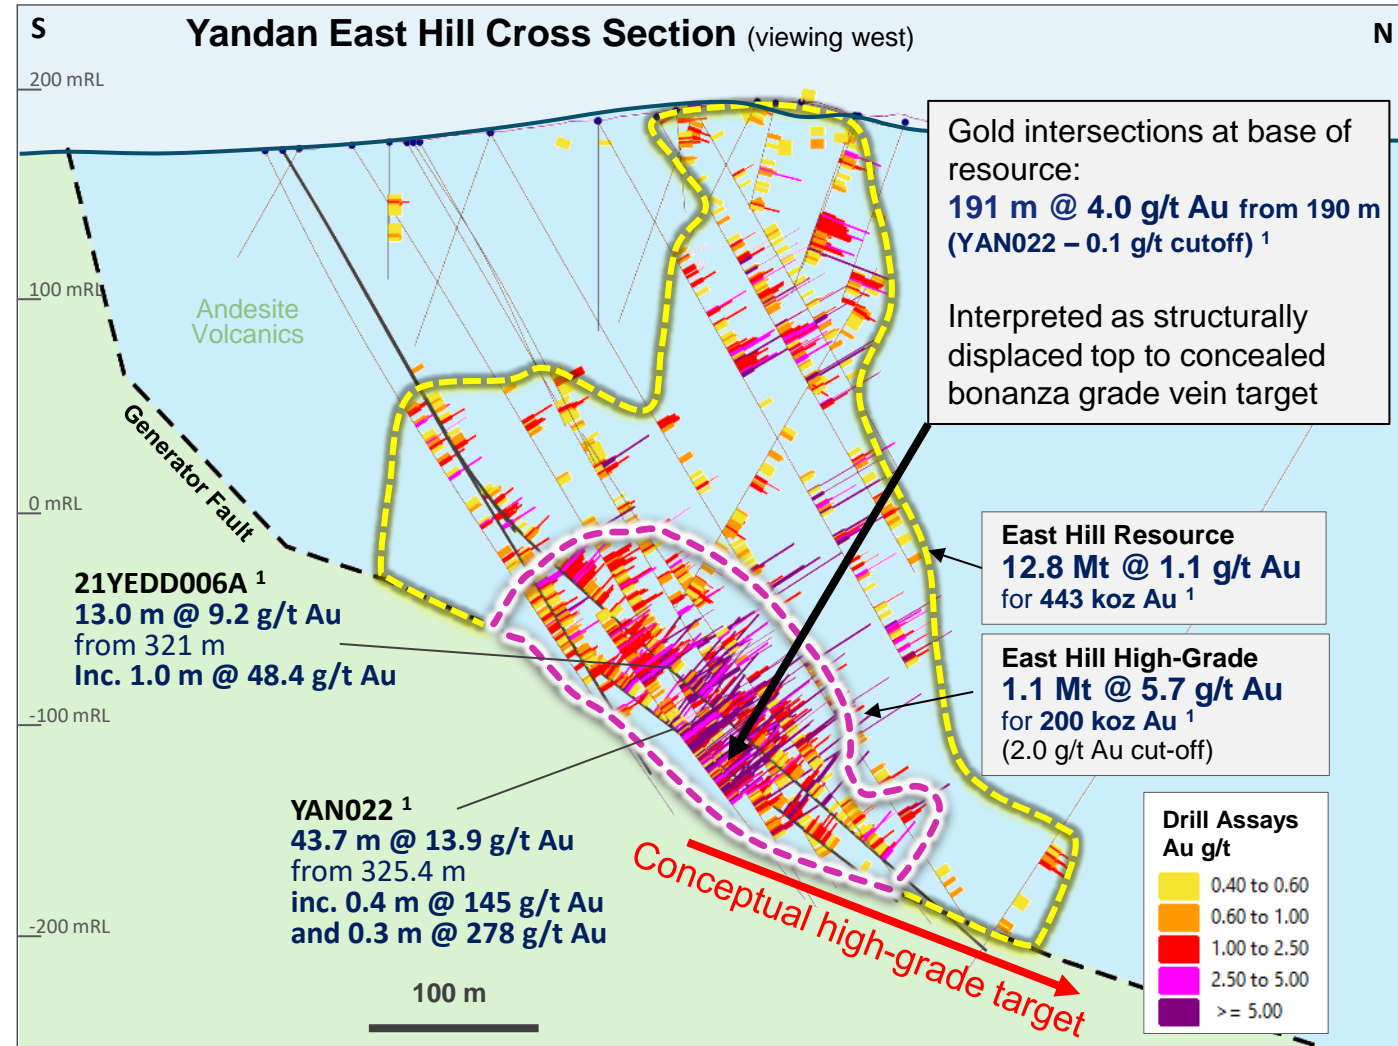 S
Yandan East Hill Cross Section (viewing west)
N
200 mRL
Gold intersections at base of
resource:
191 m @ 4.0 g/t Au from 190 m
(YAN022 – 0.1 g/t cutoff) 1
Interpreted as structurally
displaced top to concealed
bonanza grade vein target
100 mRL
Andesite
Volcanics
Generator Fault
0 mRL
East Hill Resource
12.8 Mt @ 1.1 g/t Au
for 443 koz Au 1
21YEDD006A 1
13.0 m @ 9.2 g/t Au
from 321 m
Inc. 1.0 m @ 48.4 g/t Au
East Hill High-Grade
1.1 Mt @ 5.7 g/t Au
for 200 koz Au 1
(2.0 g/t Au cut-off)
-100 mRL
YAN022 1
43.7 m @ 13.9 g/t Au
from 325.4 m
inc. 0.4 m @ 145 g/t Au
and 0.3 m @ 278 g/t Au
Conceptual high-grade target
-200 mRL
100 m
Drill Assays
Au g/t
0.40 to 0.60
0.60 to 1.00
1.00 to 2.50
2.50 to 5.00
>= 5.00